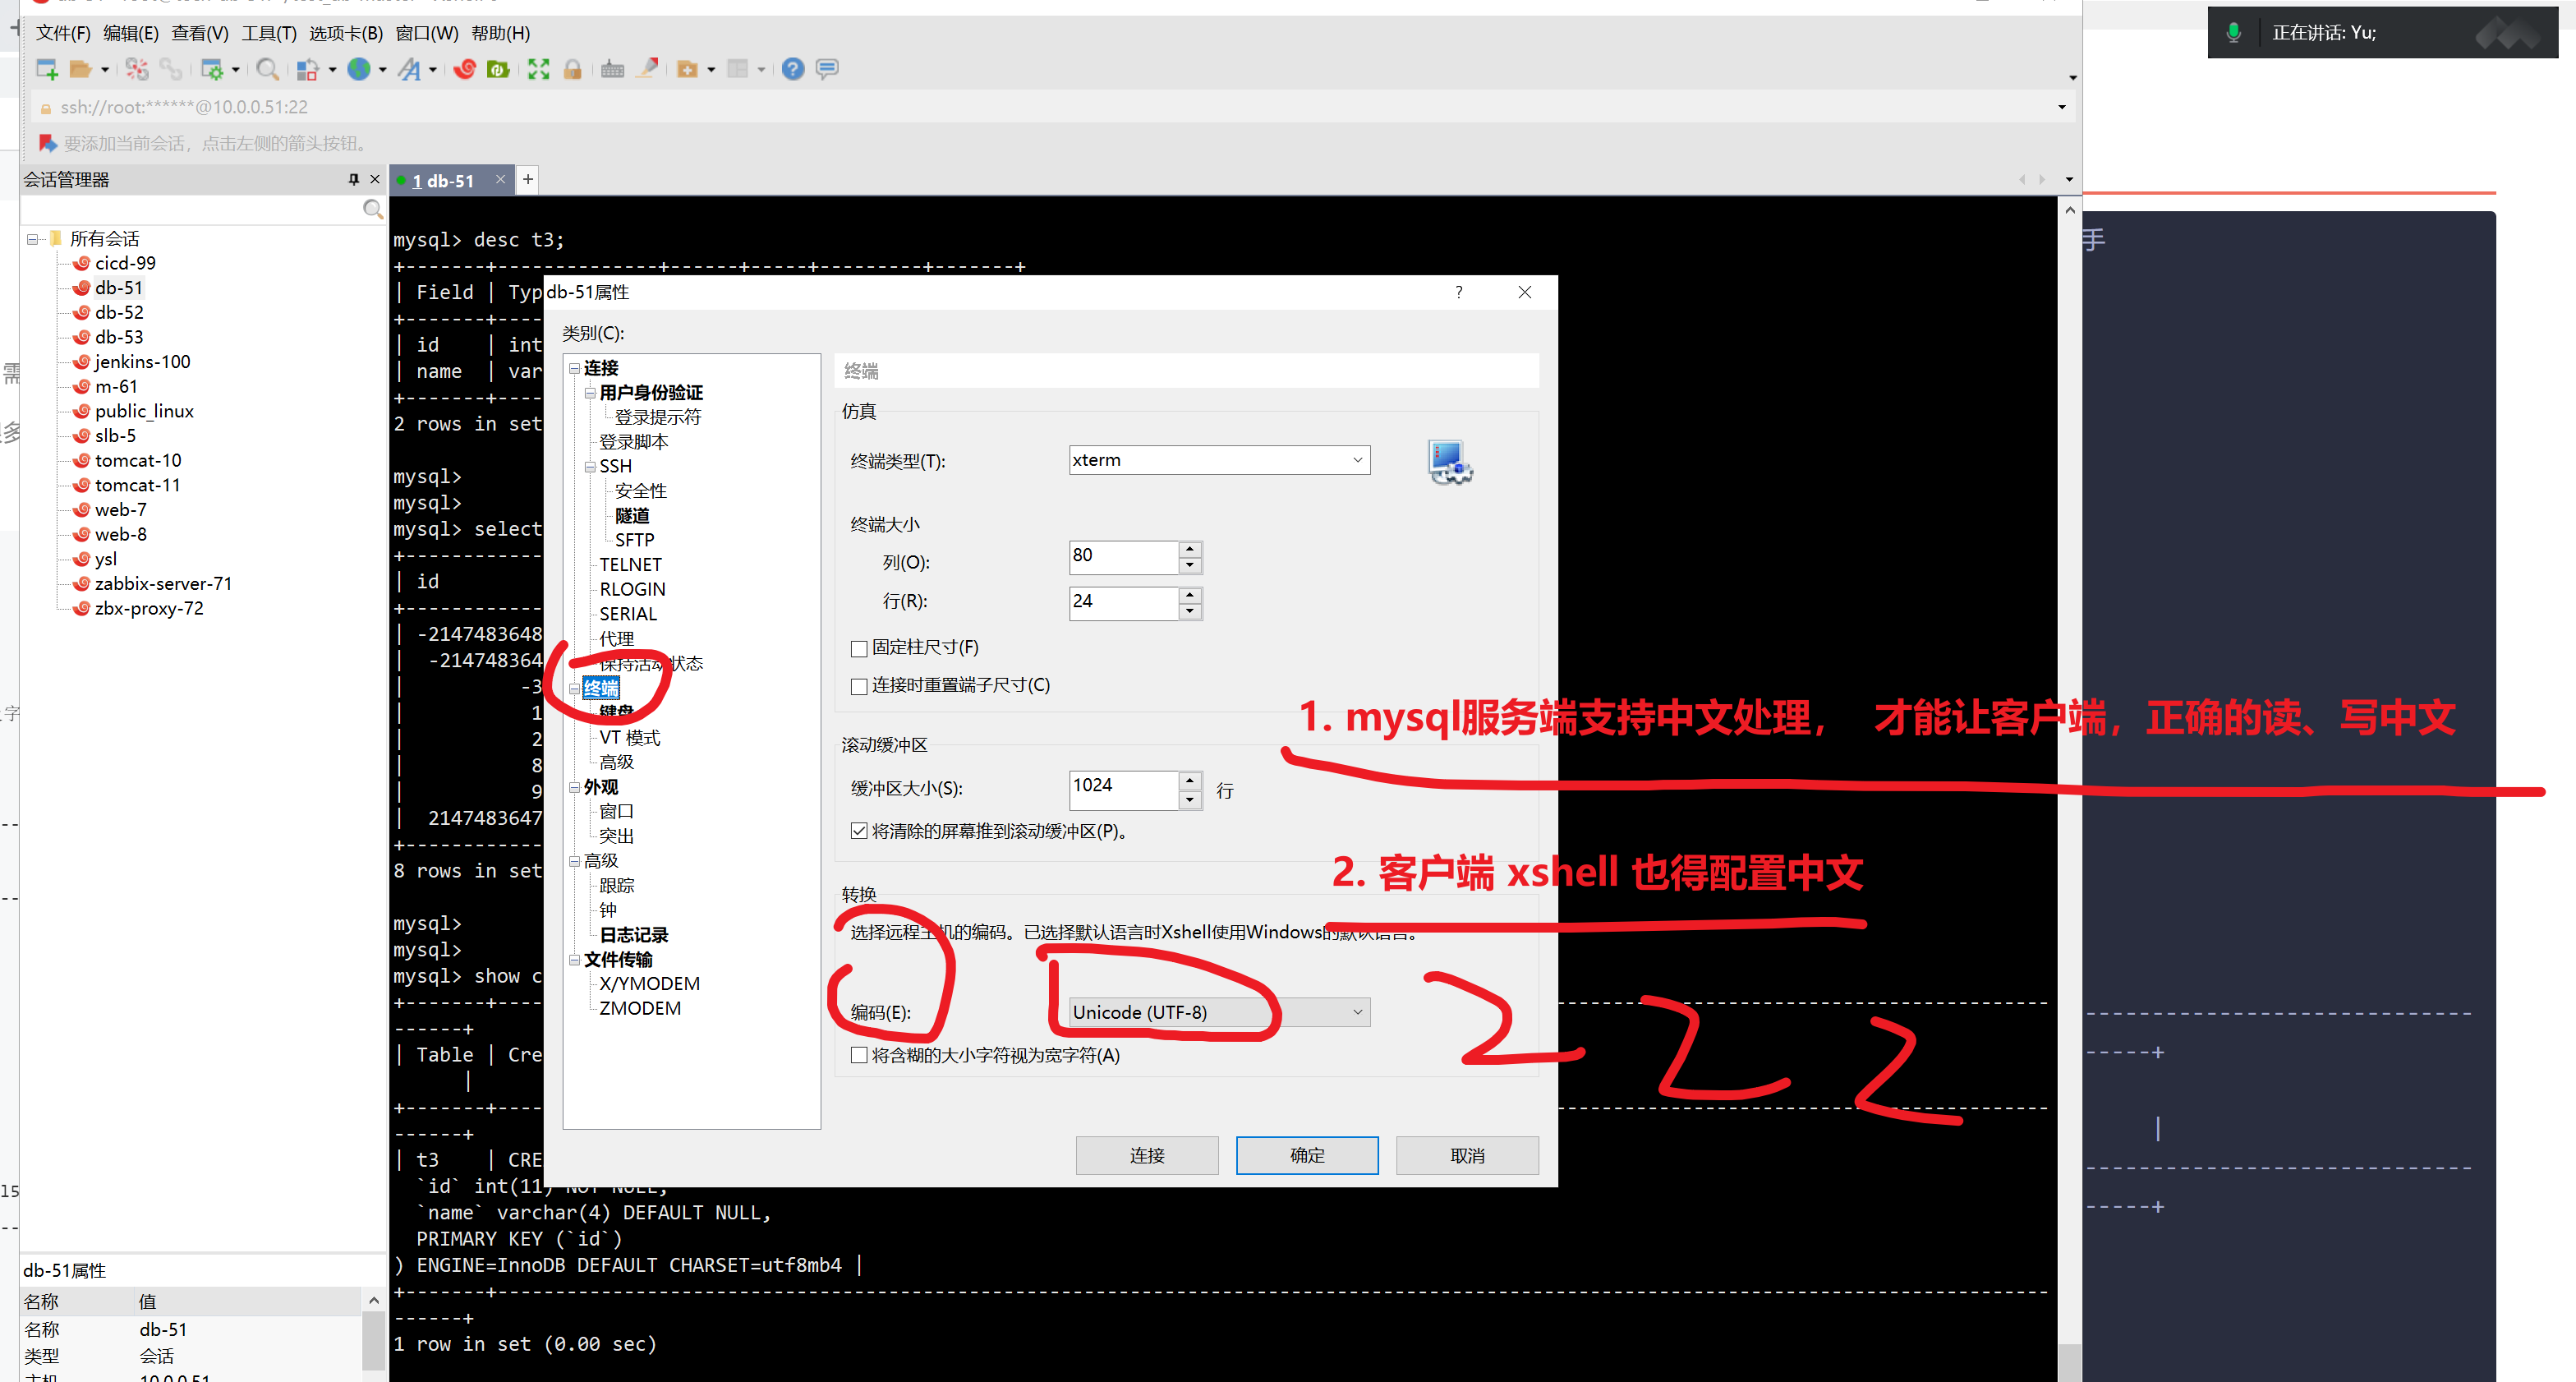 文件(F) 编辑(E) 查看(V) 工具(T) 选项卡(B) 窗口(W) 帮助(H)
正在讲话: Yu;
ssh://root:******@10.0.0.51:22
要添加当前会话，点击左侧的箭头按钮。
会话管理器
1 db-51
所有会话
cicd-99
db-51
db-52
db-53
jenkins-100
m-61
public_linux
slb-5
tomcat-10
tomcat-11
web-7
web-8
ysl
zabbix-server-71
zbx-proxy-72
db-51属性
名称 值
名称 db-51
类型 会话
主机 10.0.0.51
mysql> desc t3;
+-------+--------------+------+-----+---------+-------+
| Field | Typ
+-------+----
| id | int
| name | var
+-------+----
2 rows in set
mysql>
mysql>
mysql> select
+------------
| id
+------------
| -2147483648
| -214748364
| -3
| 1
| 2
| 8
| 9
| 2147483647
+------------
8 rows in set
mysql>
mysql>
mysql> show c
+-------+----
------+
| Table | Cre
|
+-------+----
------+
| t3 | CRE
`id` int(11) NOT NULL,
`name` varchar(4) DEFAULT NULL,
PRIMARY KEY (`id`)
) ENGINE=InnoDB DEFAULT CHARSET=utf8mb4 |
------+
1 row in set (0.00 sec)
db-51属性
类别(C):
连接
用户身份验证
登录提示符
登录脚本
SSH
安全性
隧道
SFTP
TELNET
RLOGIN
SERIAL
代理
保持活动状态
终端
键盘
VT 模式
高级
外观
窗口
突出
高级
跟踪
钟
日志记录
文件传输
X/YMODEM
ZMODEM
终端
仿真
终端类型(T): xterm
终端大小
列(O): 80
行(R): 24
固定柱尺寸(F)
连接时重置端子尺寸(C)
滚动缓冲区
缓冲区大小(S): 1024 行
将清除的屏幕推到滚动缓冲区(P)。
转换
选择远程主机的编码。已选择默认语言时Xshell使用Windows的默认语言。
编码(E): Unicode (UTF-8)
将含糊的大小字符视为宽字符(A)
连接 确定 取消
1. mysql服务端支持中文处理， 才能让客户端，正确的读、写中文
2. 客户端 xshell 也得配置中文
2 2 2
手
需
多
字
15